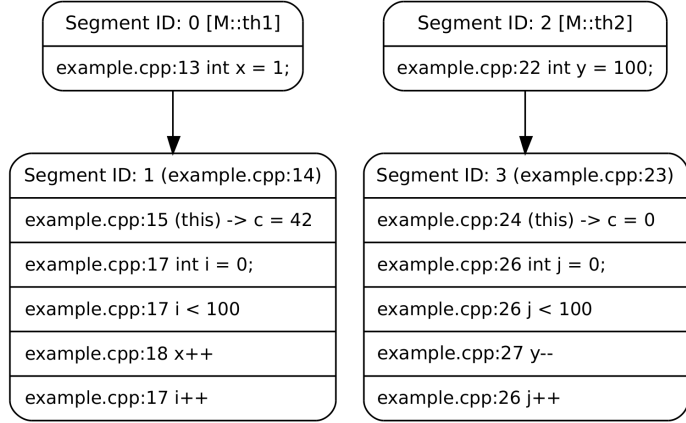 Segment ID: 0 [M::th1]
example.cpp:13 int x = 1;
Segment ID: 1 (example.cpp:14)
example.cpp:15 (this) -> c = 42
example.cpp:17 int i = 0;
example.cpp:17 i < 100
example.cpp:18 x++
example.cpp:17 i++
Segment ID: 2 [M::th2]
example.cpp:22 int y = 100;
Segment ID: 3 (example.cpp:23)
example.cpp:24 (this) -> c = 0
example.cpp:26 int j = 0;
example.cpp:26 j < 100
example.cpp:27 y--
example.cpp:26 j++